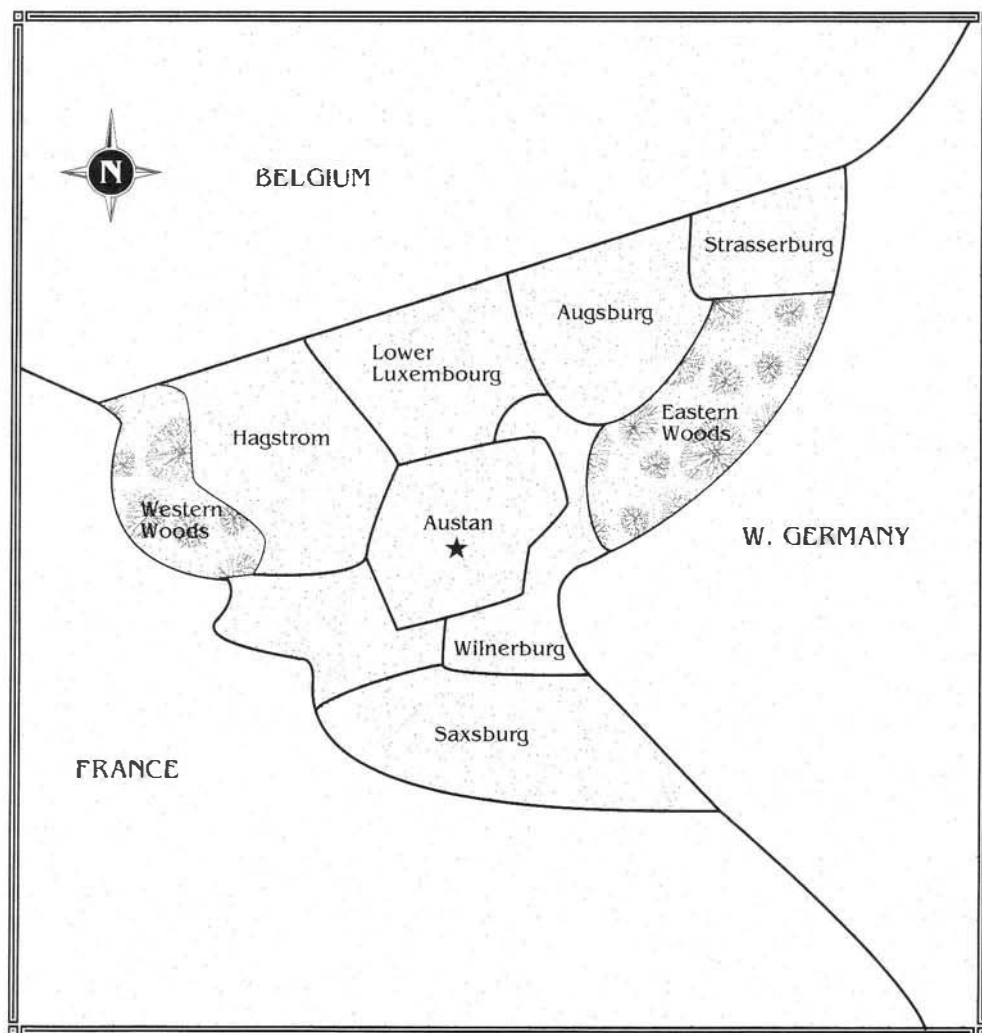 N
BELGIUM
Strasserburg
Augsburg
Lower
Luxembourg
Eastern
Woods
Hagstrom
Western
Woods
Austan
W. GERMANY
Wilnerburg
Saxsburg
FRANCE